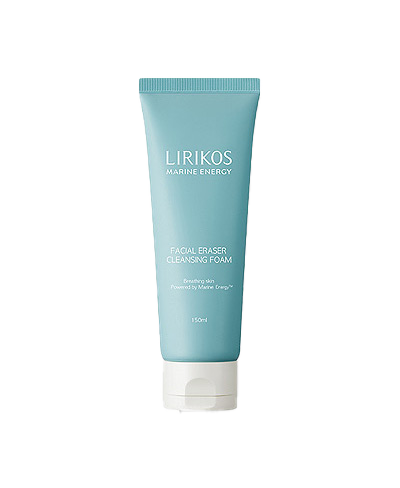 LIRIKOS
MARINE ENERGY
FACIAL ERASER
CLEANSING FOAM
Breathing skin
Powered by Marine Energy™
150ml